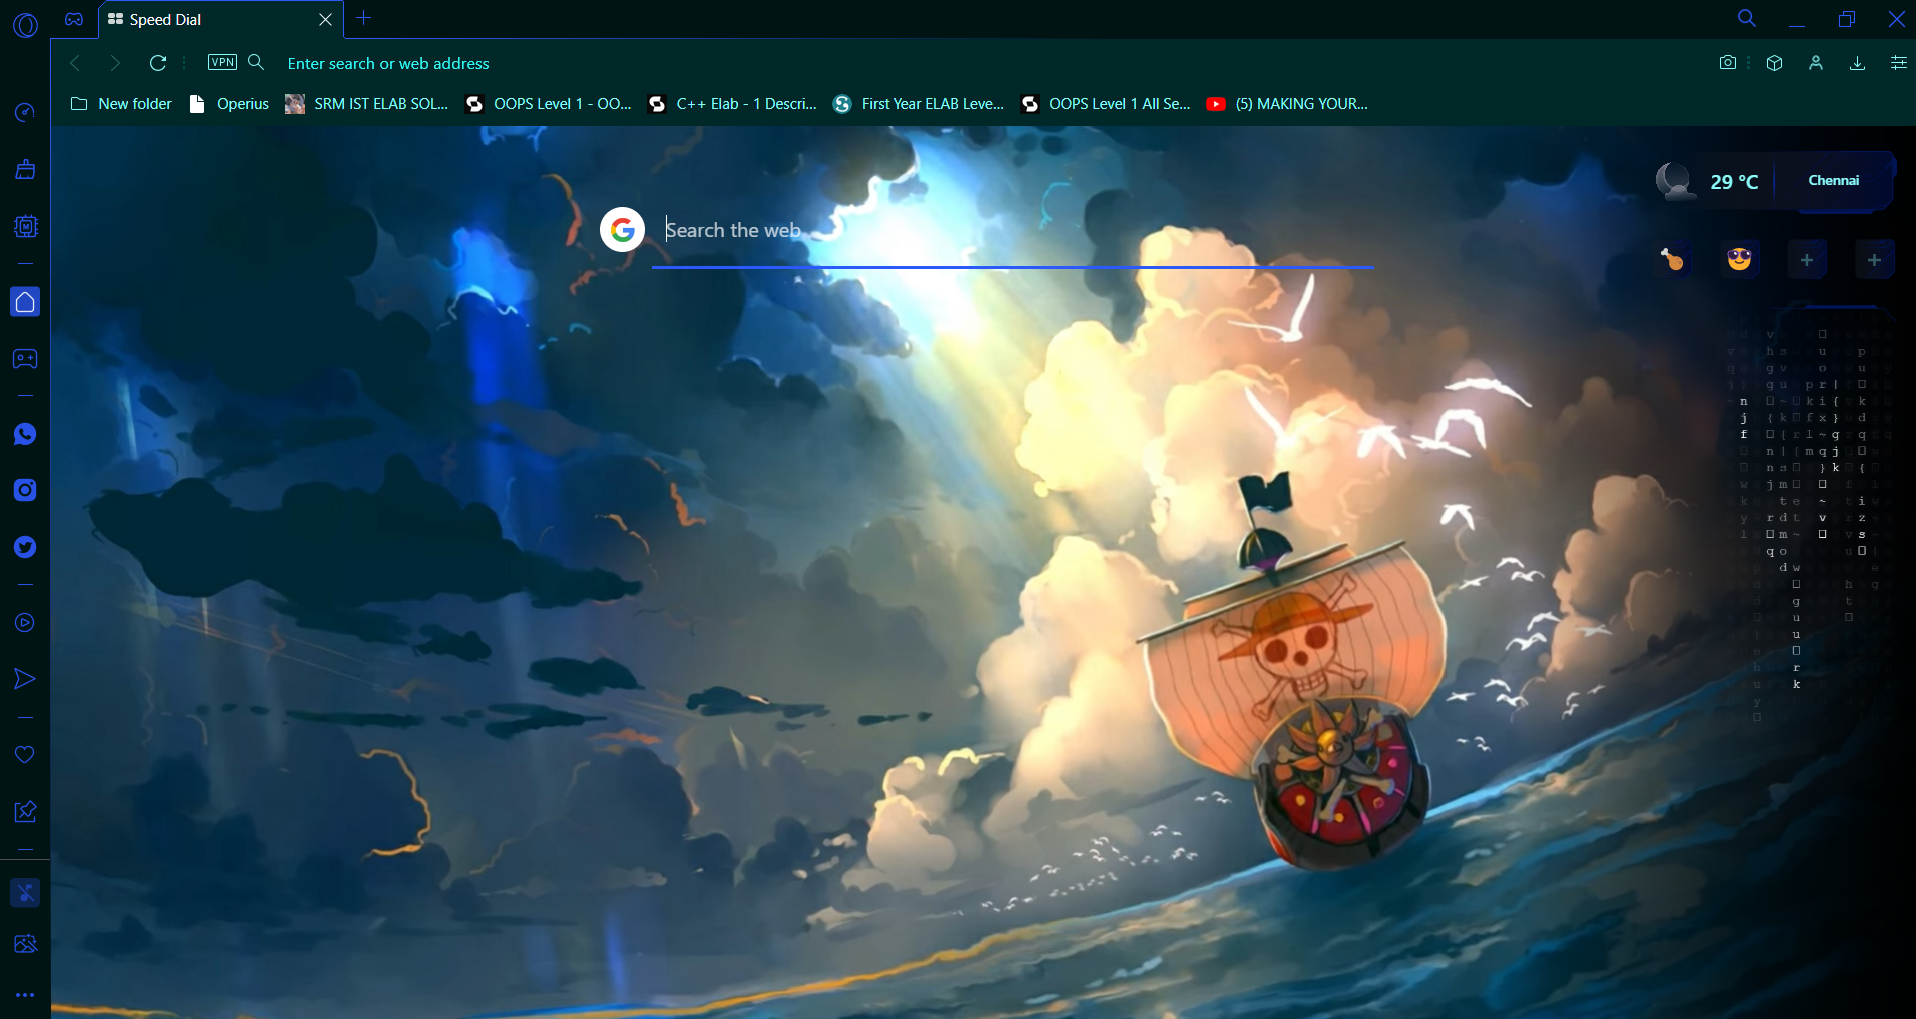 Speed Dial
VPN
Enter search or web address
New folder
Operius
SRM IST ELAB SOL...
OOPS Level 1 - OO...
C++ Elab - 1 Descri...
First Year ELAB Leve...
OOPS Level 1 All Se...
(5) MAKING YOUR...
Search the web
29 °C
Chennai